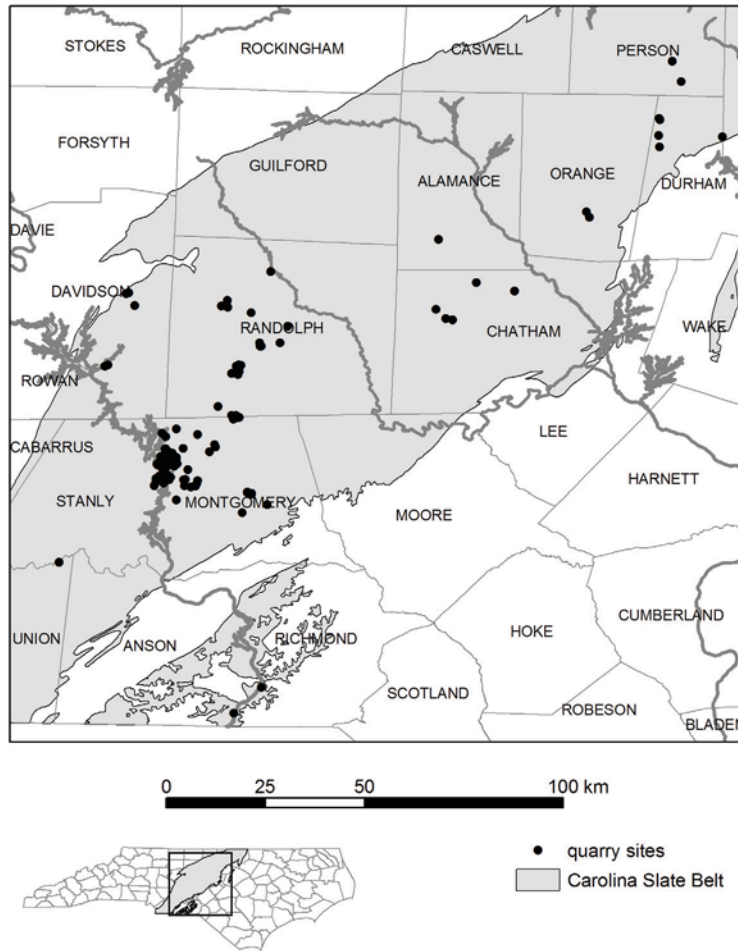 STOKES
ROCKINGHAM
CASWELL
PERSON
FORSYTH
GUILFORD
ALAMANCE
ORANGE
DURHAM
DAVIE
DAVIDSON
RANDOLPH
CHATHAM
WAKE
ROWAN
CABARRUS
LEE
HARNETT
STANLY
MONTGOMERY
MOORE
UNION
ANSON
RICHMOND
HOKE
CUMBERLAND
SCOTLAND
ROBESON
BLADEN
0 25 50 100 km
quarry sites
Carolina Slate Belt